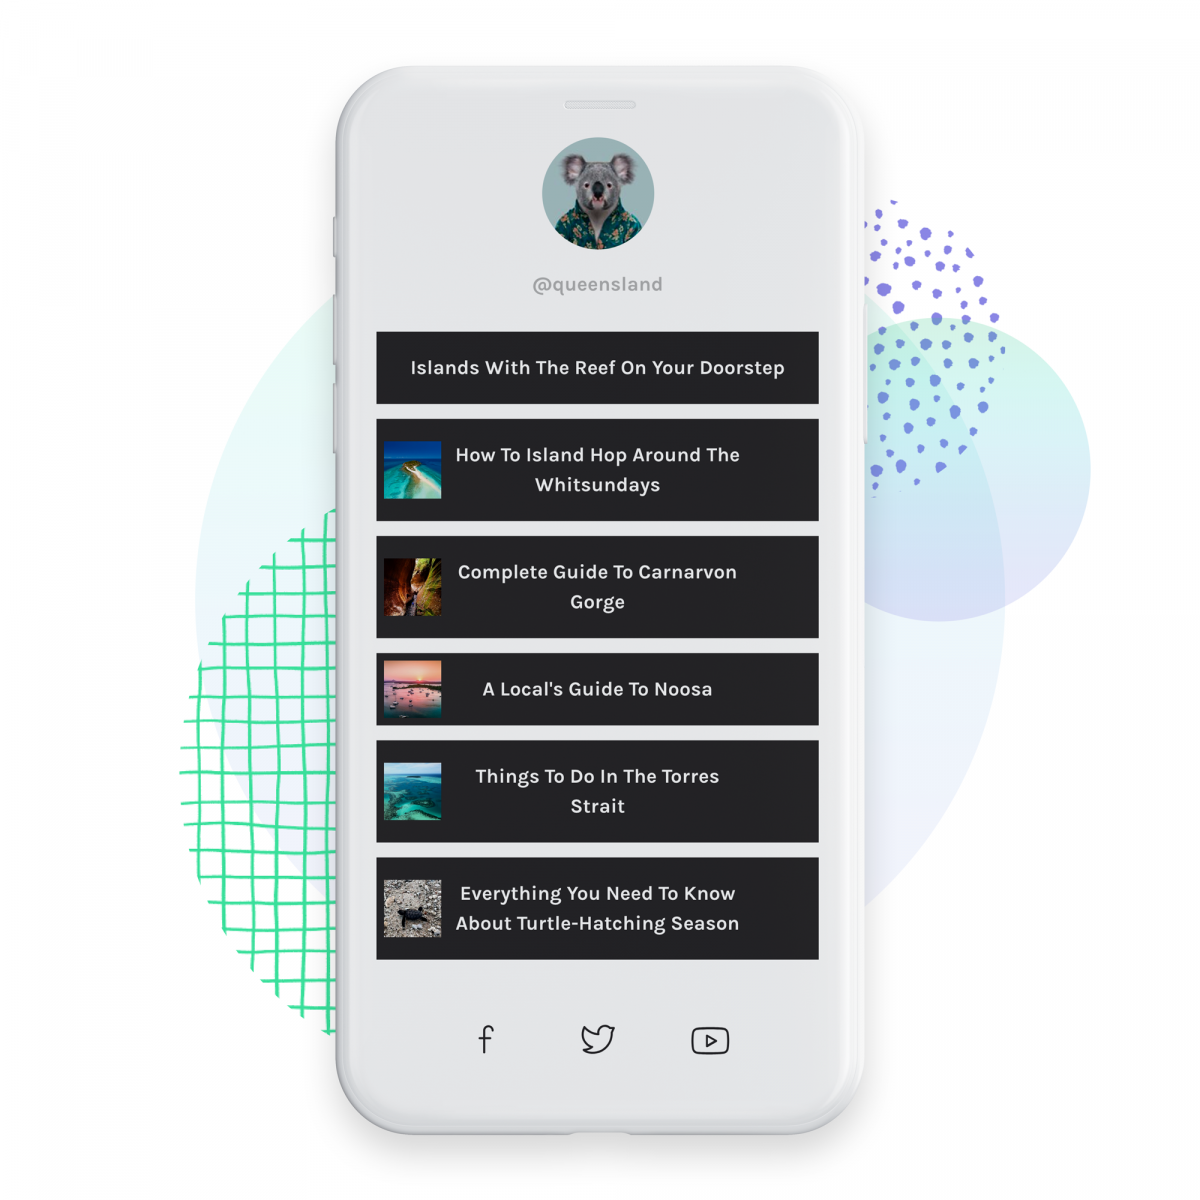 @queensland
Islands With The Reef On Your Doorstep
How To Island Hop Around The
Whitsundays
Complete Guide To Carnarvon
Gorge
A Local's Guide To Noosa
Things To Do In The Torres
Strait
Everything You Need To Know
About Turtle-Hatching Season